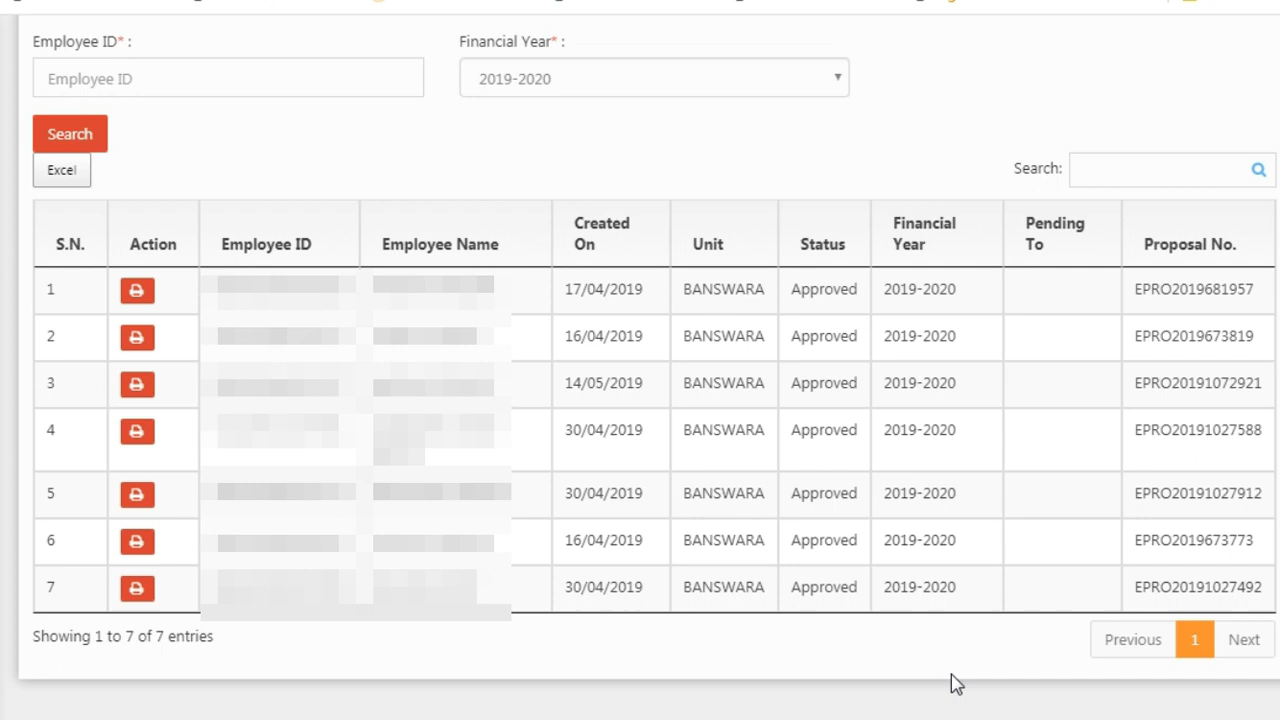 Employee ID* :
Financial Year* :
Employee ID
2019-2020
Search
Excel
Search:
S.N. Action Employee ID Employee Name Created On Unit Status Financial Year Pending To Proposal No.
1 17/04/2019 BANSWARA Approved 2019-2020 EPRO2019681957
2 16/04/2019 BANSWARA Approved 2019-2020 EPRO2019673819
3 14/05/2019 BANSWARA Approved 2019-2020 EPRO20191072921
4 30/04/2019 BANSWARA Approved 2019-2020 EPRO20191027588
5 30/04/2019 BANSWARA Approved 2019-2020 EPRO20191027912
6 16/04/2019 BANSWARA Approved 2019-2020 EPRO2019673773
7 30/04/2019 BANSWARA Approved 2019-2020 EPRO20191027492
Showing 1 to 7 of 7 entries
Previous 1 Next